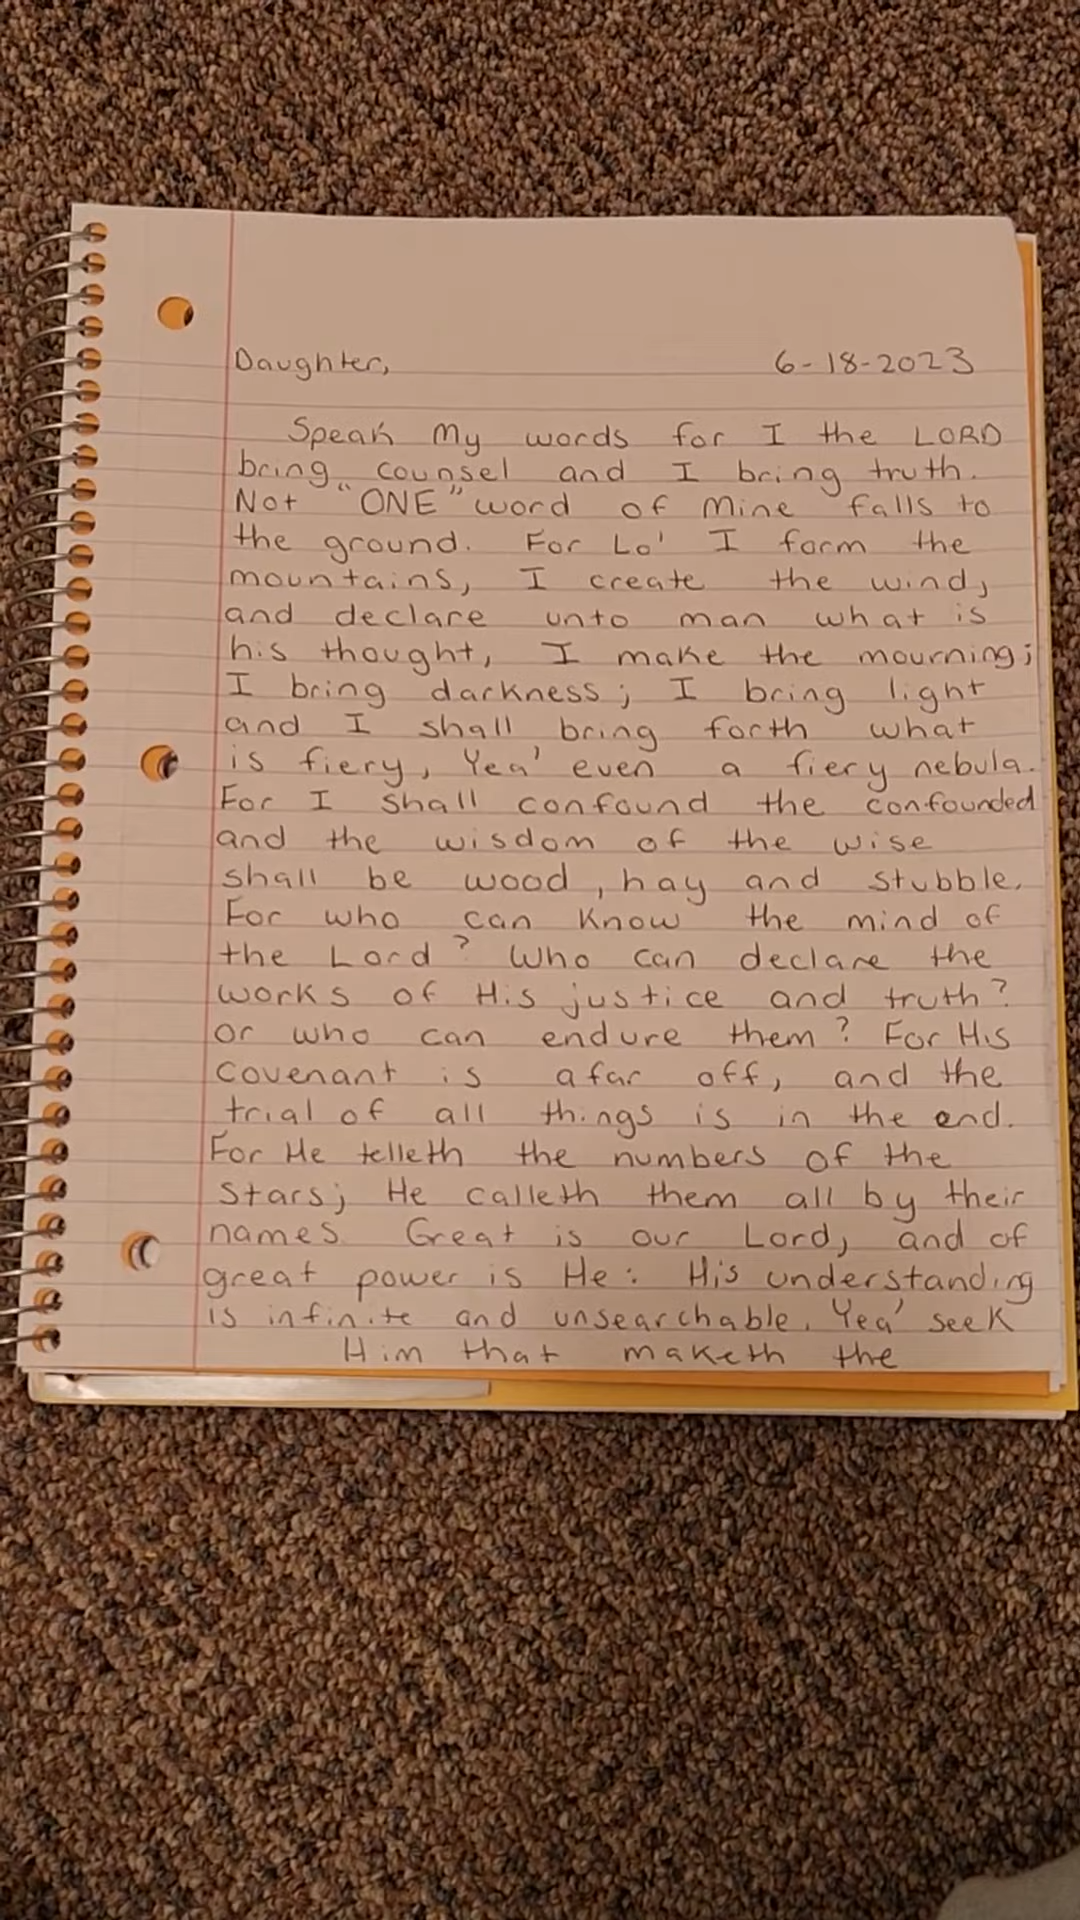 Daughter, 6-18-2023
Speak My words for I the LORD
bring counsel and I bring truth.
Not "ONE" word of Mine falls to
the ground. For Lo' I form the
mountains, I create the wind,
and declare unto man what is
his thought, I make the mourning;
I bring darkness; I bring light
and I shall bring forth what
is fiery, Yea' even a fiery nebula.
For I shall confound the confounded
and the wisdom of the wise
shall be wood, hay and stubble.
For who can know the mind of
the Lord? Who can declare the
works of His justice and truth?
or who can endure them? For His
covenant is afar off, and the
trial of all things is in the end.
For He telleth the numbers of the
stars; He calleth them all by their
names. Great is our Lord, and of
great power is He: His understanding
is infinite and unsearchable. Yea' seek
Him that maketh the